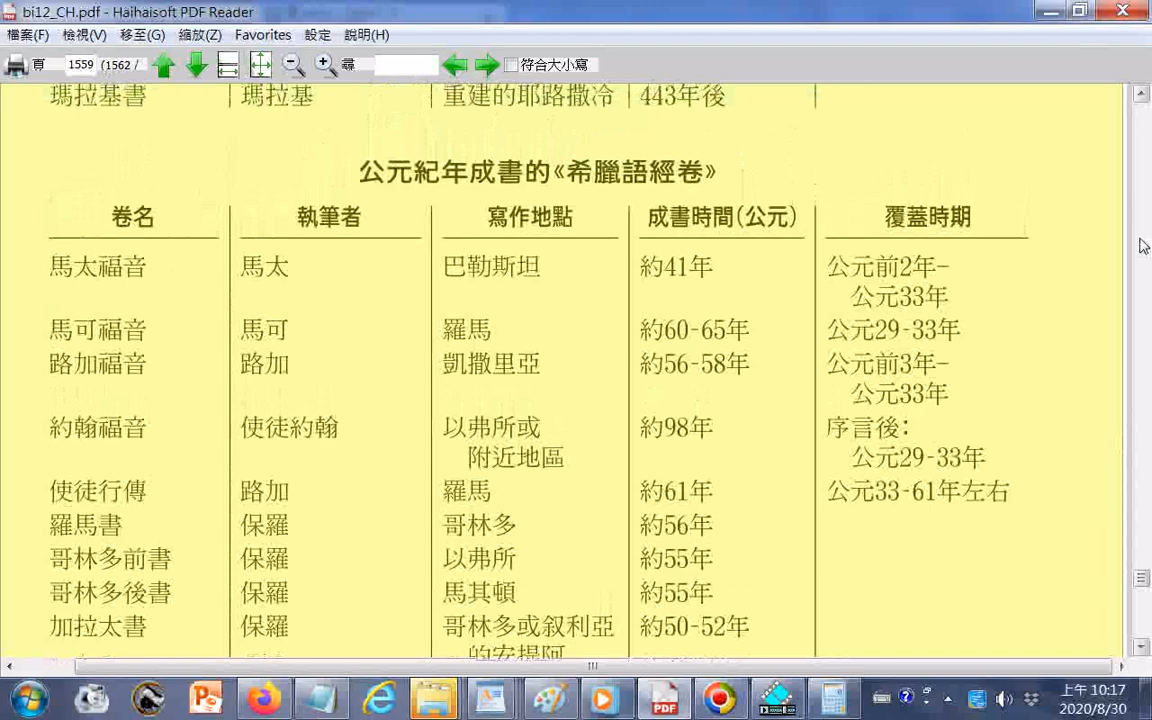 bi12_CH.pdf - Haihaisoft PDF Reader
檔案(F) 檢視(V) 移至(G) 縮放(Z) Favorites 設定 說明(H)
頁 1559 (1562 / 尋 符合大小寫
瑪拉基書 瑪拉基 重建的耶路撒冷 443年後
公元紀年成書的《希臘語經卷》
卷名 執筆者 寫作地點 成書時間(公元) 覆蓋時期
馬太福音 馬太 巴勒斯坦 約41年 公元前2年-
公元33年
馬可福音 馬可 羅馬 約60-65年 公元29-33年
路加福音 路加 凱撒里亞 約56-58年 公元前3年-
公元33年
約翰福音 使徒約翰 以弗所或 約98年 序言後：
附近地區 公元29-33年
使徒行傳 路加 羅馬 約61年 公元33-61年左右
羅馬書 保羅 哥林多 約56年
哥林多前書 保羅 以弗所 約55年
哥林多後書 保羅 馬其頓 約55年
加拉太書 保羅 哥林多或叙利亞 約50-52年
的安提阿
上午 10:17
2020/8/30